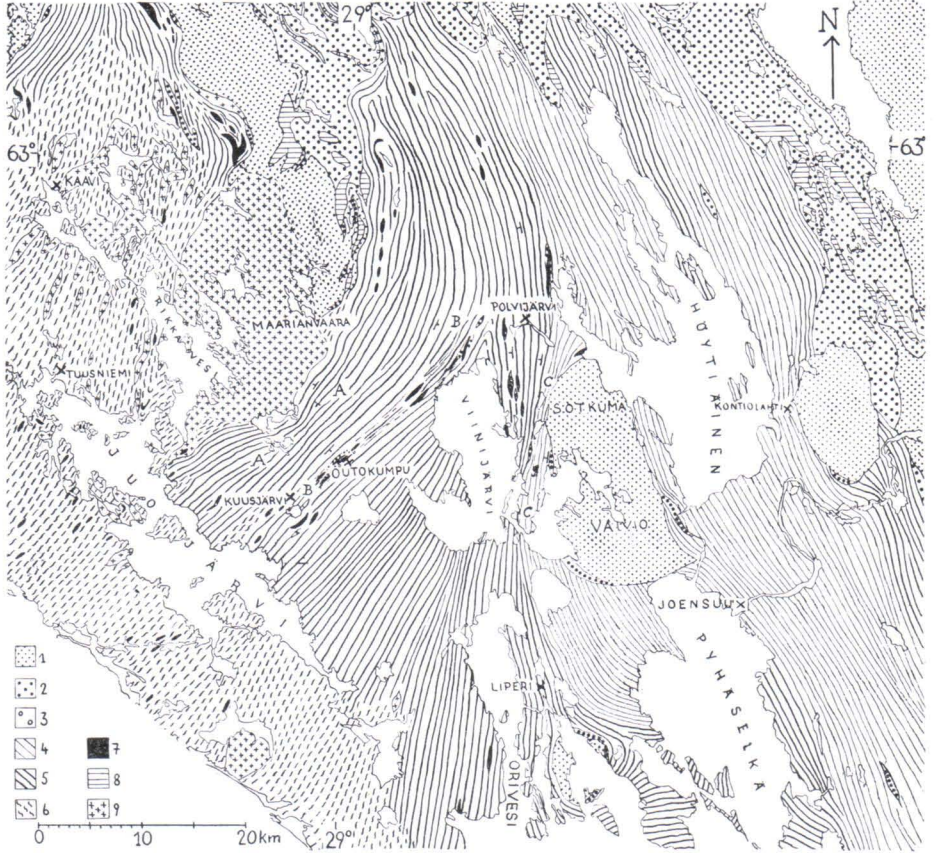 29°
N
63°
63°
KAAVI
RIKKAVESI
MAARIANVAARA
B
POLVIJÄRVI
HÖYTIÄINEN
TUUSNIEMI
A
C
SOTKUMA
KONTIOLAHTI
VIINIJÄRVI
A
OUTOKUMPU
KUUSJÄRVI
B
C
VAIVIO
JUOJÄRVI
JOENSUU
PYHÄSELKÄ
LIPERI
ORIVESI
1
2
3
4
5
6
7
8
9
0 10 20km
29°